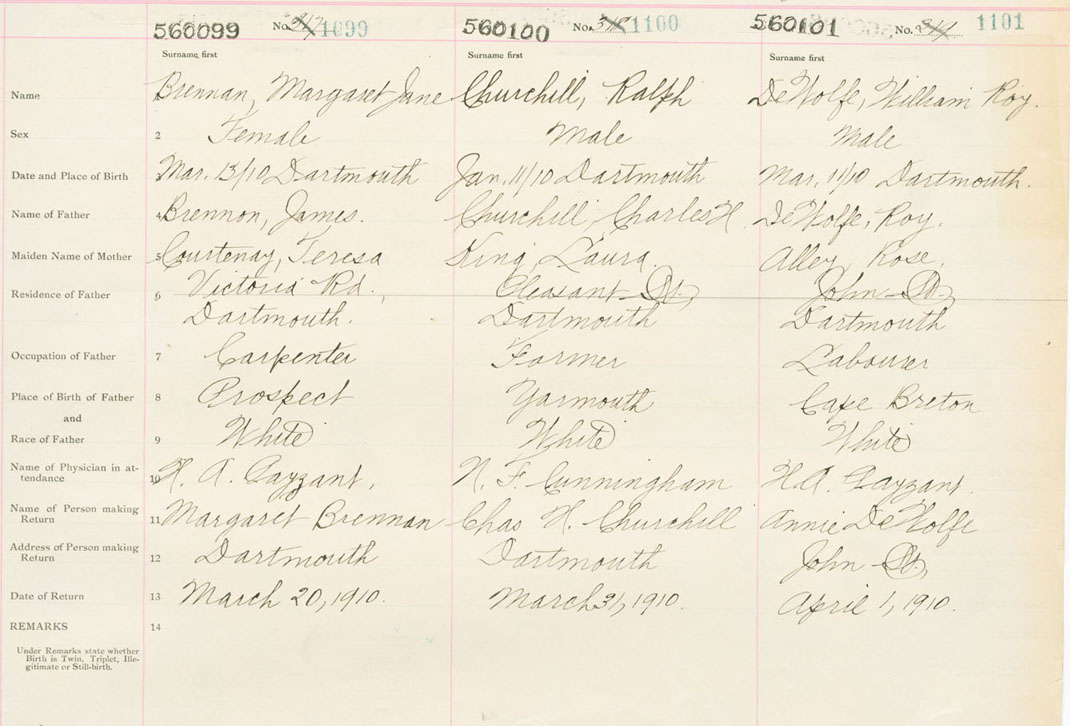 560099 No. 1099 560100 No. 1100 560101 No. 1101
Surname first Surname first Surname first
Name Brennan, Margaret Jane Churchill, Ralph DeWolfe, William Roy.
Sex 2 Female Male Male
Date and Place of Birth Mar. 13/10 Dartmouth Jan. 11/10 Dartmouth Mar. 11/10 Dartmouth.
Name of Father 4 Brennon, James. Churchill, Charles H. DeWolfe, Roy.
Maiden Name of Mother 5 Courtenay, Teresa King, Laura. Alley, Rose.
Residence of Father 6 Victoria Rd., Pleasant St., John St.,
Dartmouth. Dartmouth Dartmouth
Occupation of Father 7 Carpenter Farmer Labourer
Place of Birth of Father 8 Prospect Yarmouth Cape Breton
and
Race of Father 9 White White White
Name of Physician in at-
tendance 10 H. A. Payzant. N. F. Cunningham H. A. Payzant.
Name of Person making
Return 11 Margaret Brennan Chas H. Churchill Annie DeWolfe
Address of Person making
Return 12 Dartmouth Dartmouth John St.,
Date of Return 13 March 20, 1910. March 31, 1910. April 1, 1910.
REMARKS 14
Under Remarks state whether
Birth is Twin, Triplet, Ille-
gitimate or Still-birth.